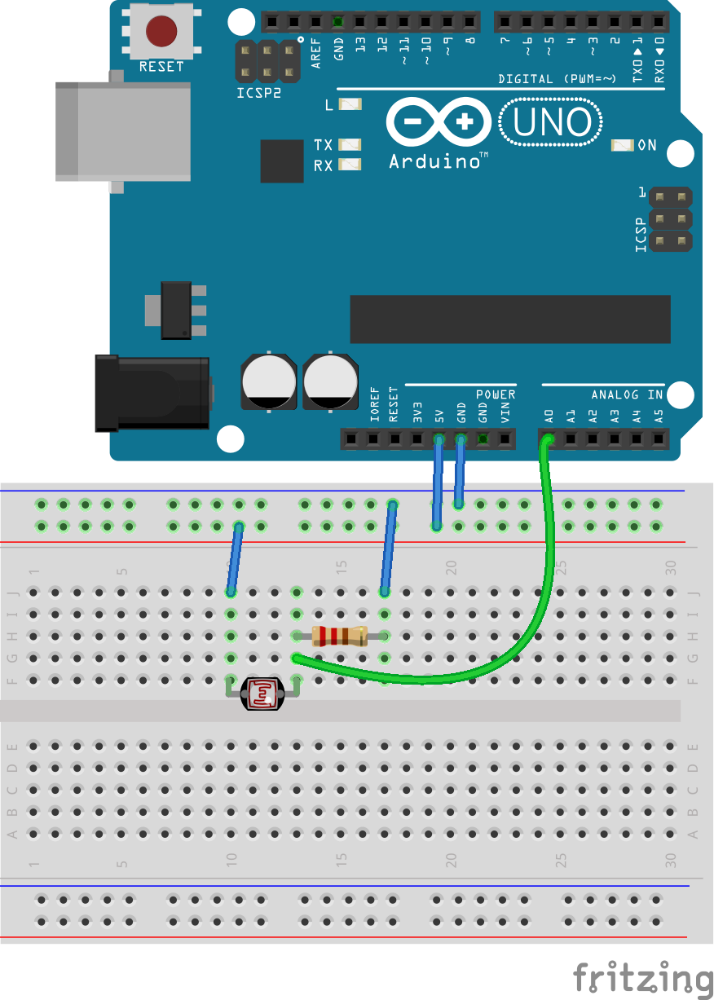 RESET
ICSP2
AREF
GND
13
12
~11
~10
~9
8
7
~6
~5
4
~3
2
TX0▶1
RX0◀0
DIGITAL (PWM=~)
L
TX
RX
UNO
ON
Arduino™
1
ICSP
POWER
ANALOG IN
IOREF
RESET
3V3
5V
GND
GND
VIN
A0
A1
A2
A3
A4
A5
1 5 15 20 25 30
J J
I I
H H
G G
F F
E E
D D
C C
B B
A A
1 5 10 15 20 25 30
fritzing